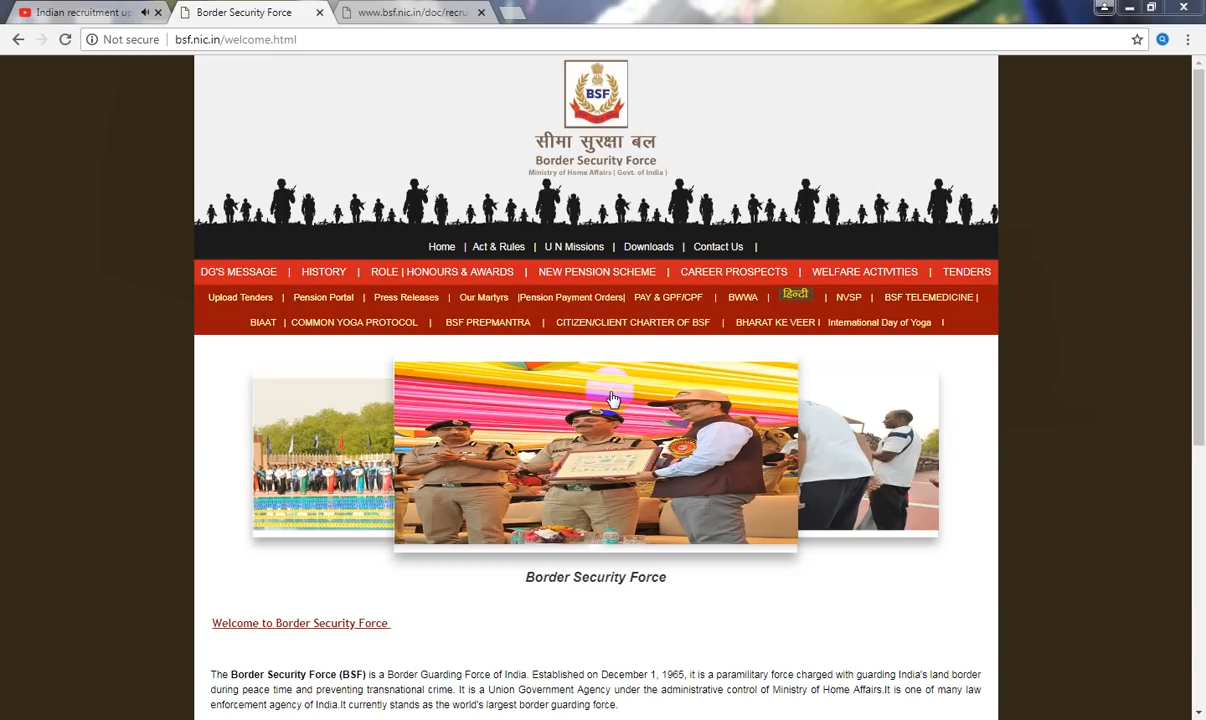 Indian recruitment up
Border Security Force
www.bsf.nic.in/doc/recru
Not secure | bsf.nic.in/welcome.html
BSF
सीमा सुरक्षा बल
Border Security Force
Ministry of Home Affairs ( Govt. of India )
Home | Act & Rules | U N Missions | Downloads | Contact Us |
DG'S MESSAGE | HISTORY | ROLE | HONOURS & AWARDS | NEW PENSION SCHEME | CAREER PROSPECTS | WELFARE ACTIVITIES | TENDERS
Upload Tenders | Pension Portal | Press Releases | Our Martyrs |Pension Payment Orders| PAY & GPF/CPF | BWWA | हिन्दी | NVSP | BSF TELEMEDICINE |
BIAAT | COMMON YOGA PROTOCOL | BSF PREPMANTRA | CITIZEN/CLIENT CHARTER OF BSF | BHARAT KE VEER I International Day of Yoga I
Border Security Force
Welcome to Border Security Force
The Border Security Force (BSF) is a Border Guarding Force of India. Established on December 1, 1965, it is a paramilitary force charged with guarding India's land border
during peace time and preventing transnational crime. It is a Union Government Agency under the administrative control of Ministry of Home Affairs.It is one of many law
enforcement agency of India.It currently stands as the world's largest border guarding force.